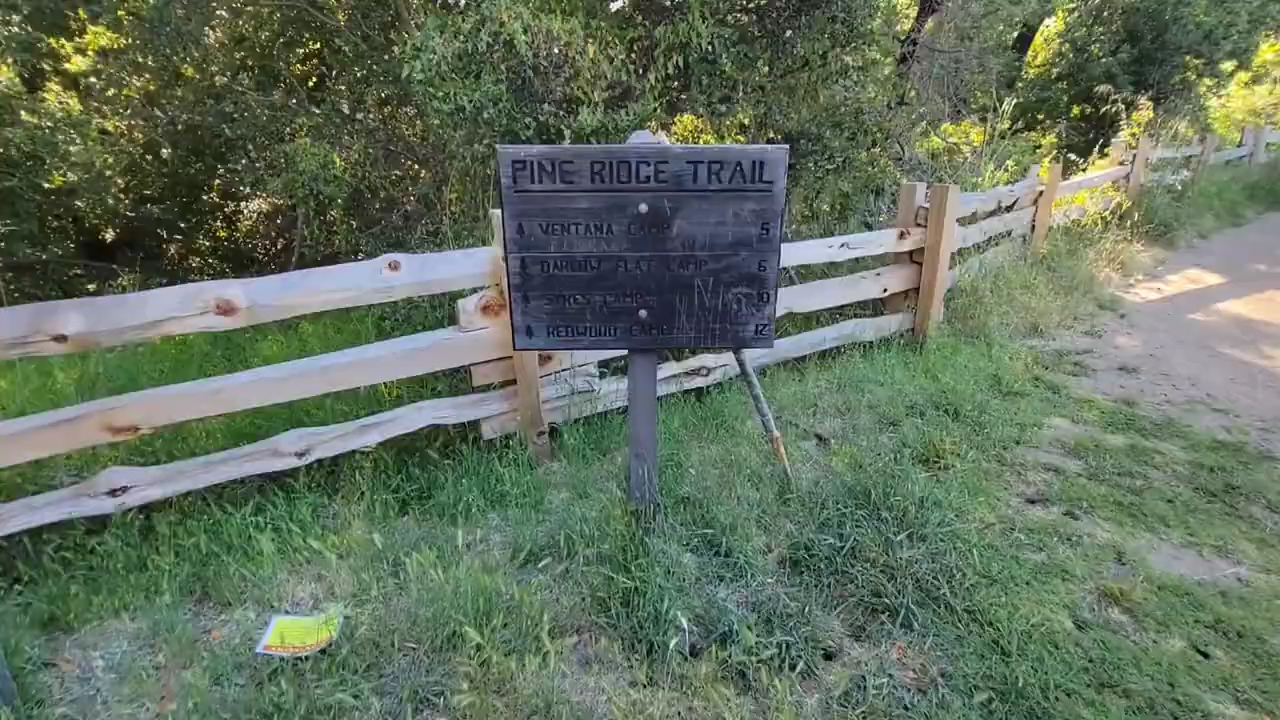 PINE RIDGE TRAIL
VENTANA CAMP 5
BARLOW FLAT CAMP 6
SYKES CAMP 10
REDWOOD CAMP 12